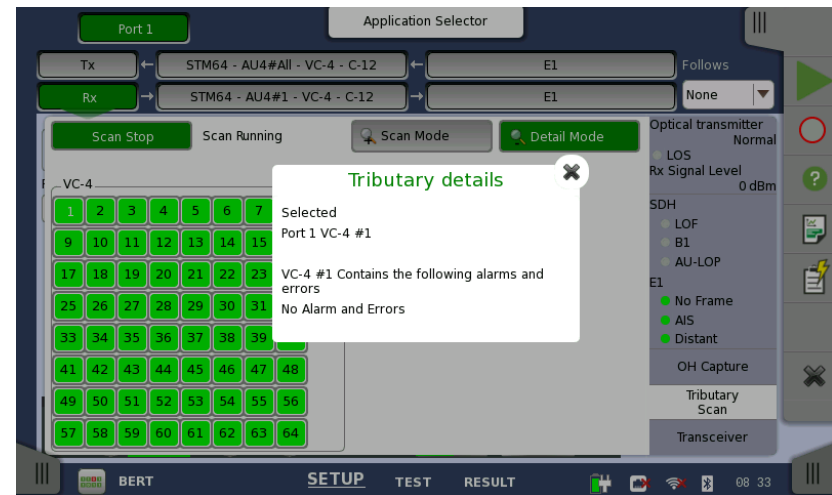 Port 1
Application Selector
Tx
STM64 - AU4#All - VC-4 - C-12
E1
Follows
Rx
STM64 - AU4#1 - VC-4 - C-12
E1
None
Scan Stop
Scan Running
Scan Mode
Detail Mode
VC-4
1 2 3 4 5 6 7
9 10 11 12 13 14 15
17 18 19 20 21 22 23
25 26 27 28 29 30 31
33 34 35 36 37 38 39
41 42 43 44 45 46 47 48
49 50 51 52 53 54 55 56
57 58 59 60 61 62 63 64
Tributary details
Selected
Port 1 VC-4 #1
VC-4 #1 Contains the following alarms and
errors
No Alarm and Errors
Optical transmitter
Normal
LOS
Rx Signal Level
0 dBm
SDH
LOF
B1
AU-LOP
E1
No Frame
AIS
Distant
OH Capture
Tributary
Scan
Transceiver
BERT
SETUP
TEST
RESULT
08 33